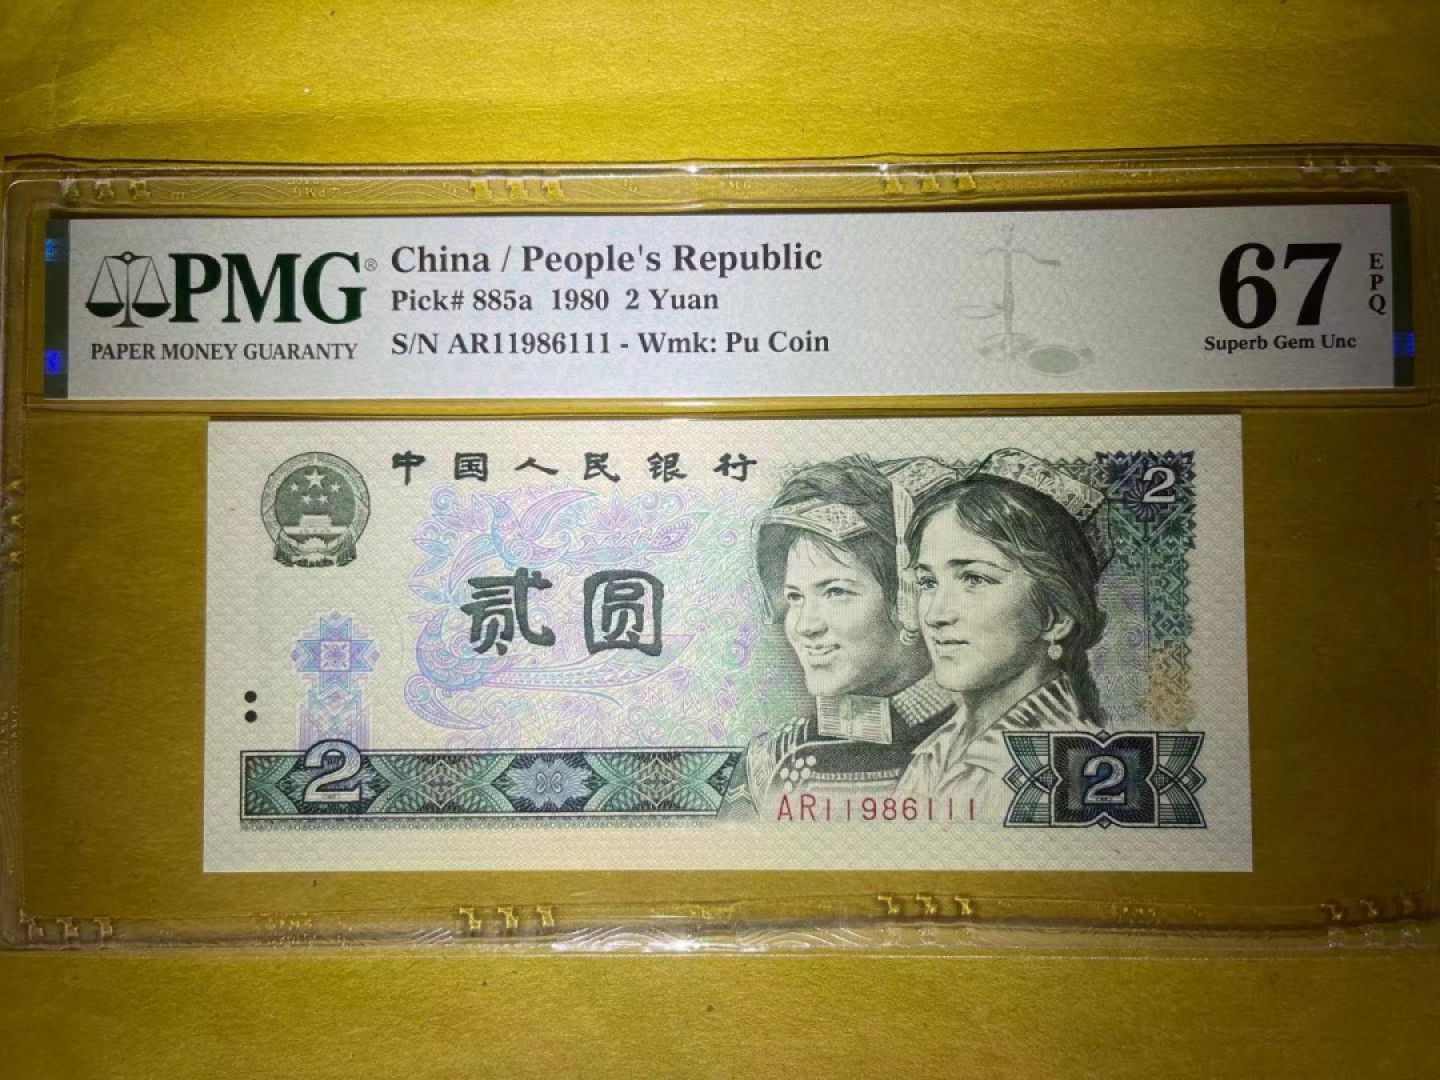 PMG®
PAPER MONEY GUARANTY
China / People's Republic
Pick# 885a 1980 2 Yuan
S/N AR11986111 - Wmk: Pu Coin
67
EPQ
Superb Gem Unc
中国人民银行
2
贰圆
2
AR11986111
2